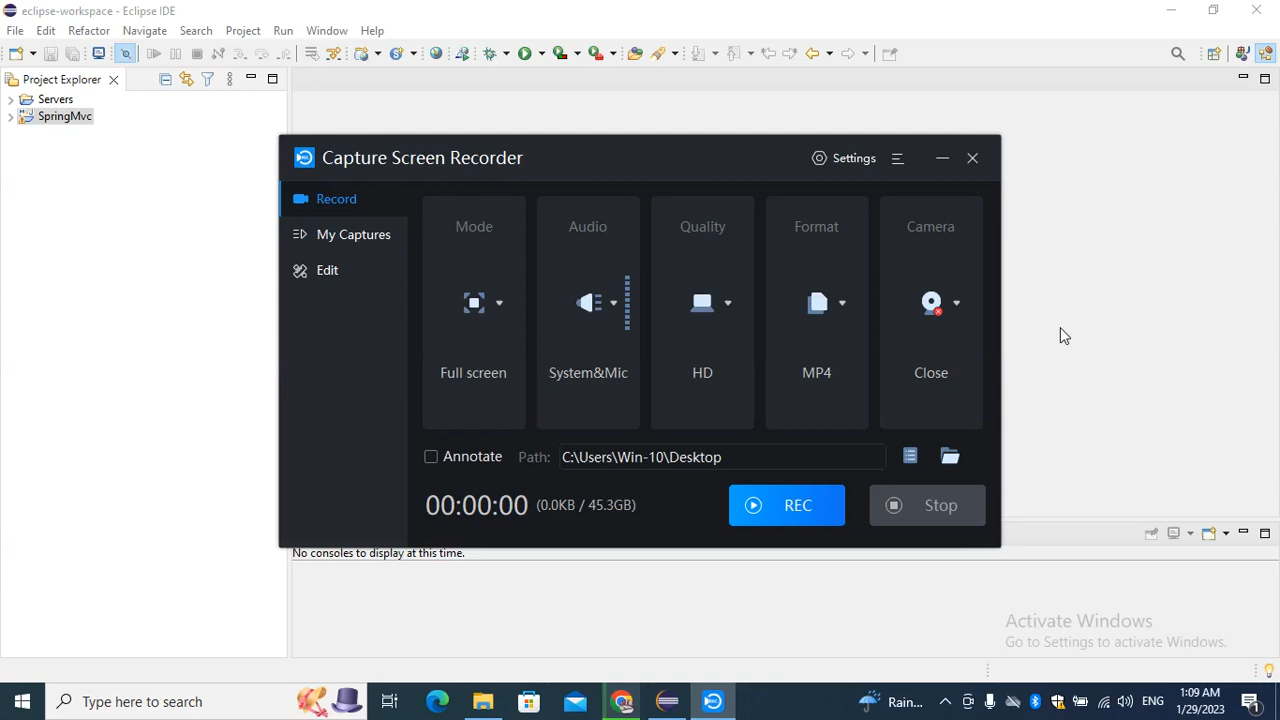 eclipse-workspace - Eclipse IDE
File Edit Refactor Navigate Search Project Run Window Help
Project Explorer
Servers
SpringMvc
Capture Screen Recorder
Settings
Record
My Captures
Edit
Mode Audio Quality Format Camera
Full screen System&Mic HD MP4 Close
Annotate Path: C:\Users\Win-10\Desktop
00:00:00 (0.0KB / 45.3GB) REC Stop
No consoles to display at this time.
Activate Windows
Go to Settings to activate Windows.
Type here to search
Rain...
ENG
1:09 AM
1/29/2023
1